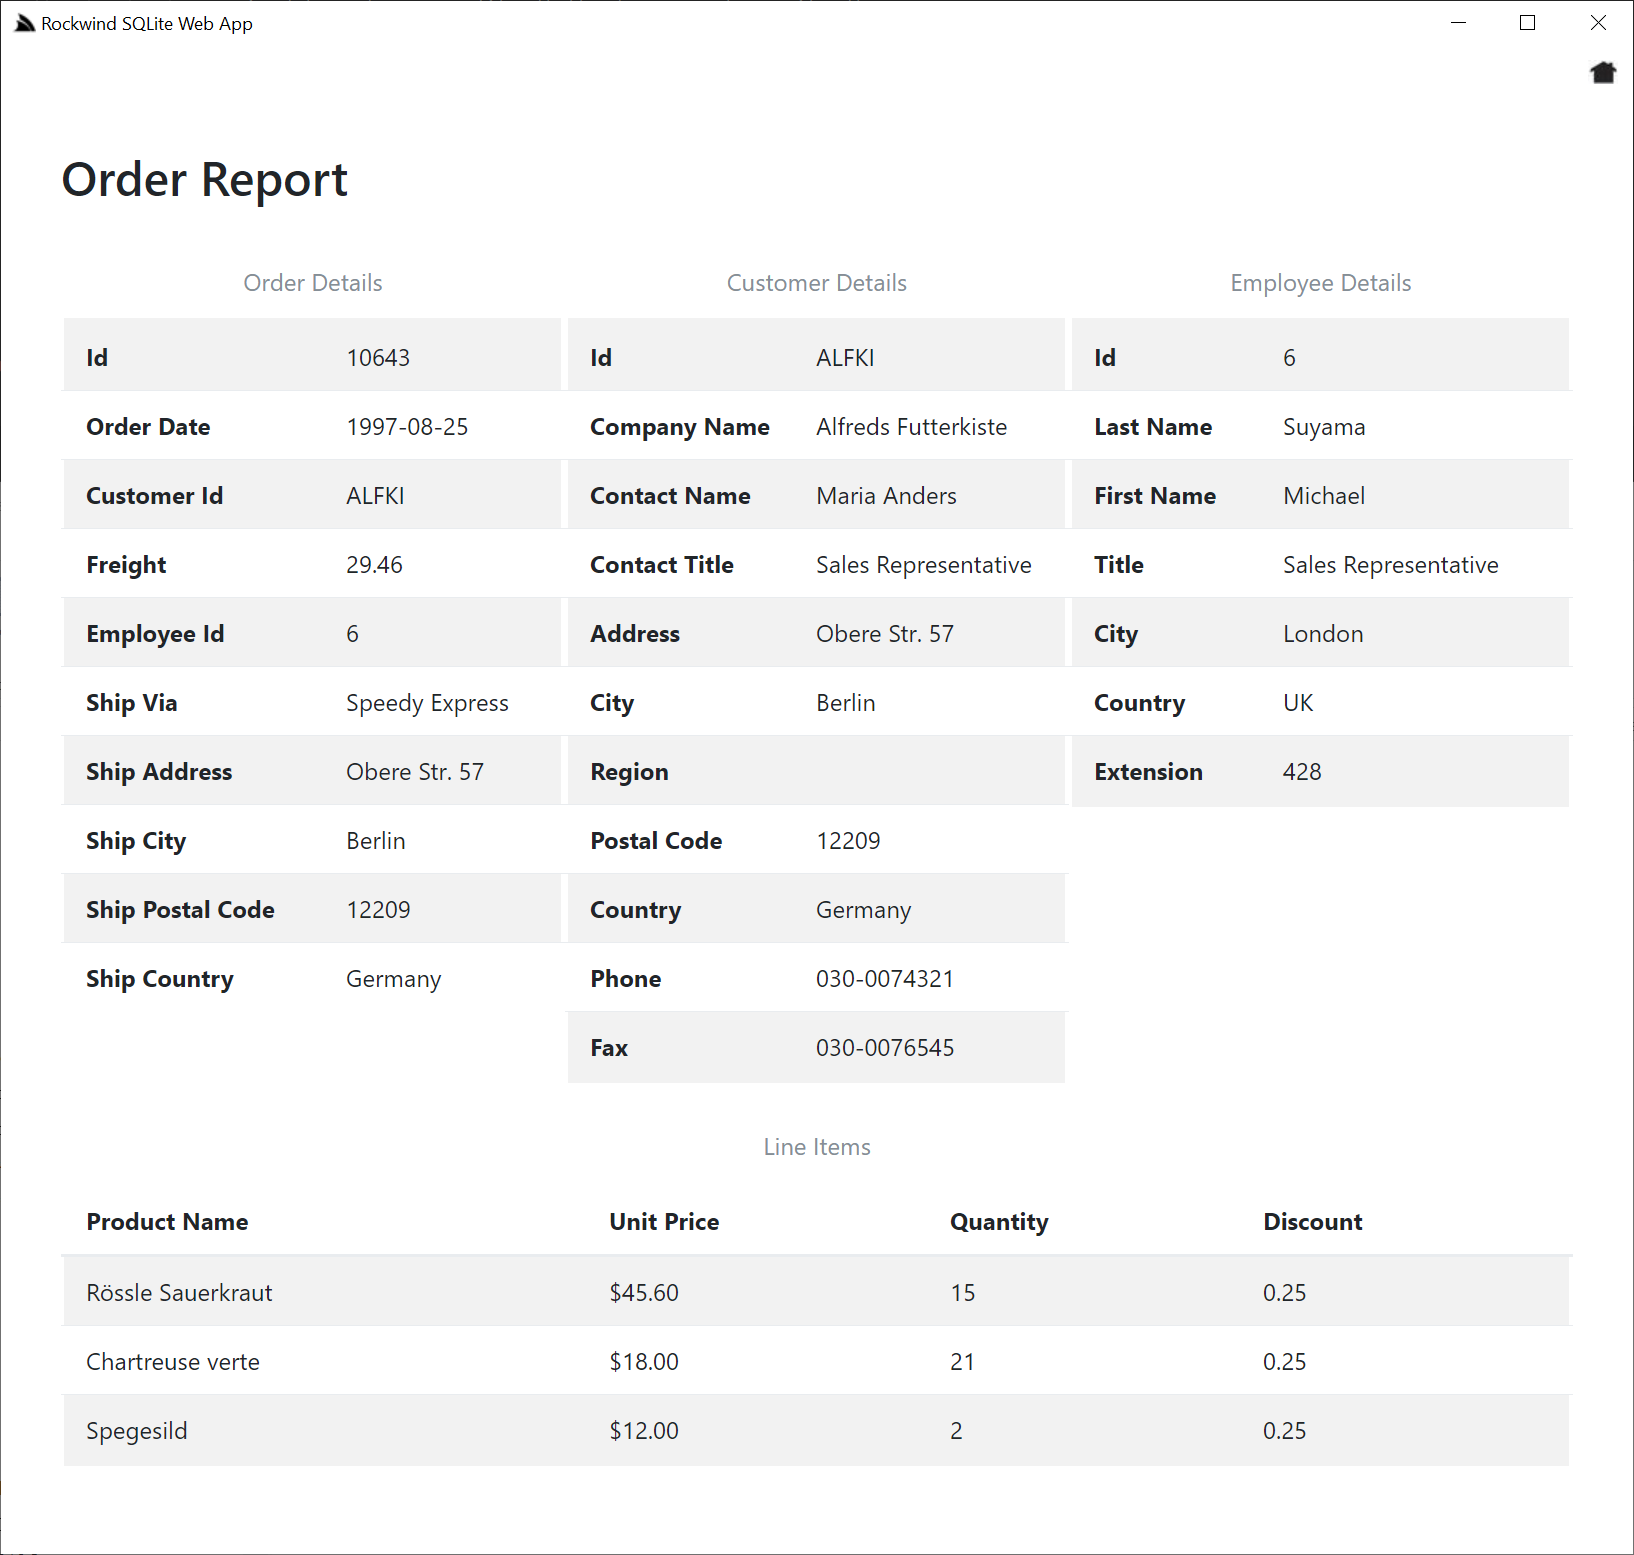 Rockwind SQLite Web App
Order Report
Order Details
Id 10643
Order Date 1997-08-25
Customer Id ALFKI
Freight 29.46
Employee Id 6
Ship Via Speedy Express
Ship Address Obere Str. 57
Ship City Berlin
Ship Postal Code 12209
Ship Country Germany
Customer Details
Id ALFKI
Company Name Alfreds Futterkiste
Contact Name Maria Anders
Contact Title Sales Representative
Address Obere Str. 57
City Berlin
Region
Postal Code 12209
Country Germany
Phone 030-0074321
Fax 030-0076545
Employee Details
Id 6
Last Name Suyama
First Name Michael
Title Sales Representative
City London
Country UK
Extension 428
Line Items
Product Name Unit Price Quantity Discount
Rössle Sauerkraut $45.60 15 0.25
Chartreuse verte $18.00 21 0.25
Spegesild $12.00 2 0.25